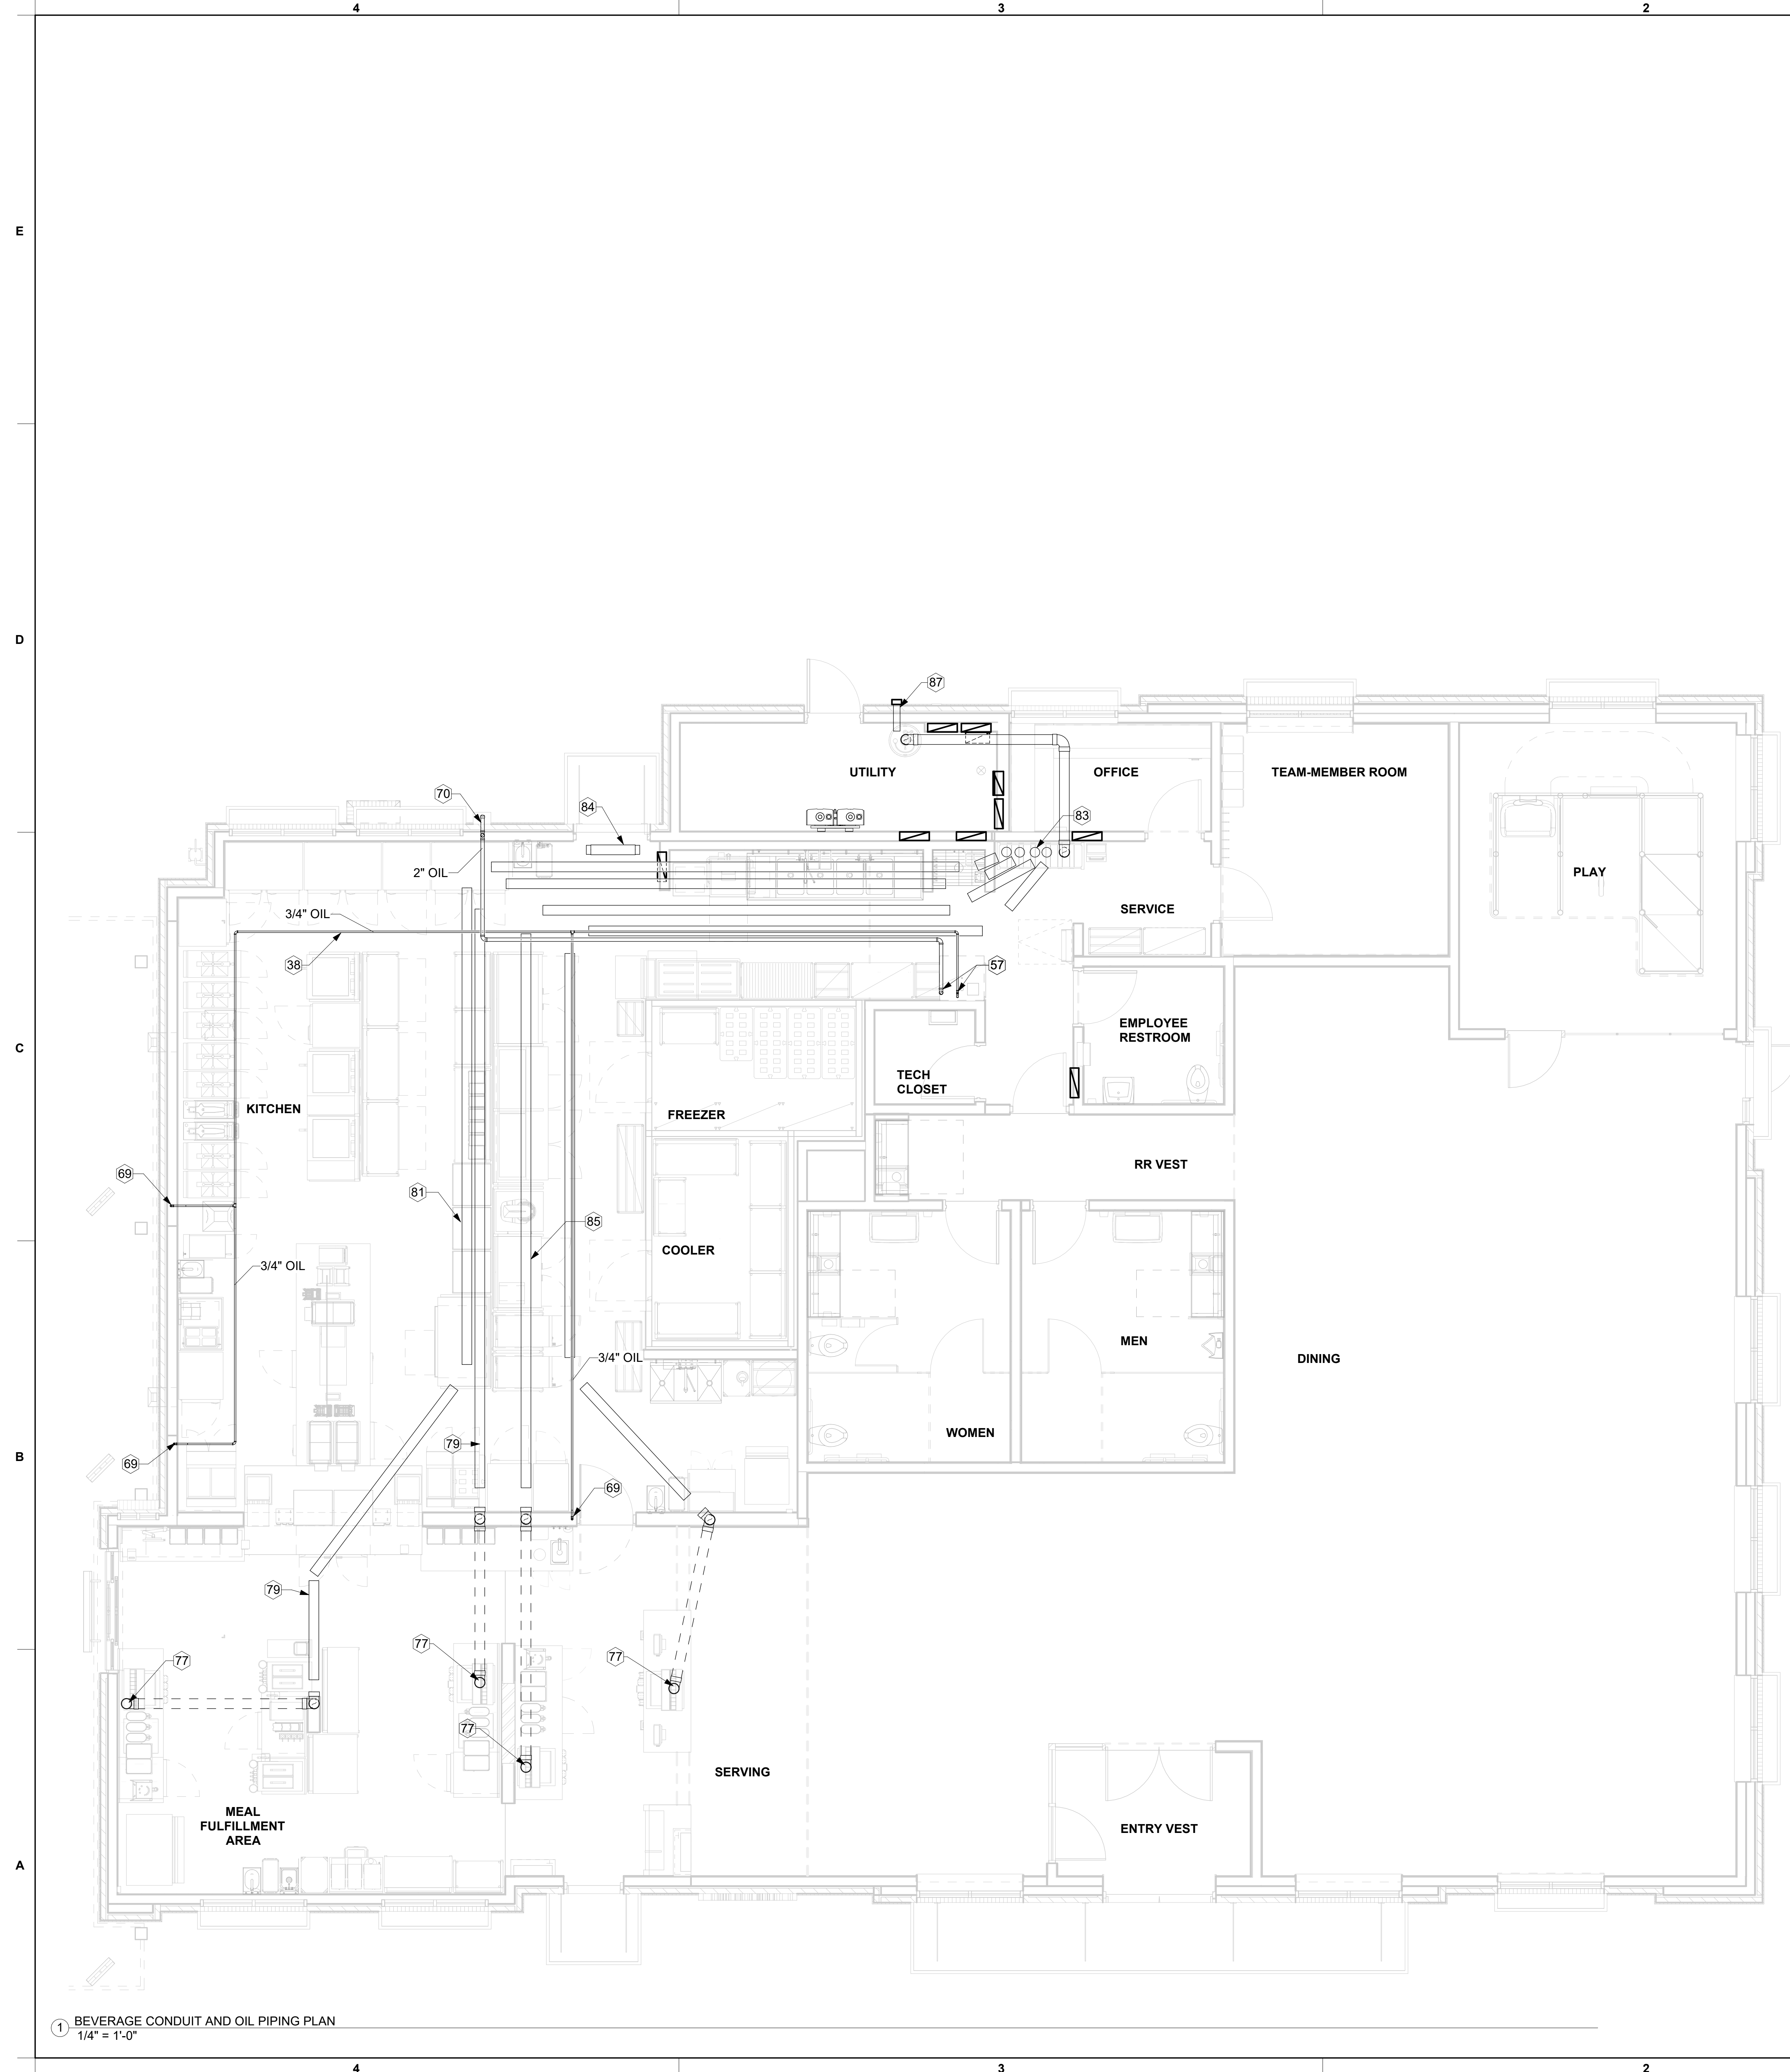 4
3
2
E
D
87
UTILITY
OFFICE
TEAM-MEMBER ROOM
70
84
83
2" OIL
PLAY
3/4" OIL
SERVICE
38
57
EMPLOYEE
RESTROOM
C
TECH
CLOSET
KITCHEN
FREEZER
RR VEST
69
81
85
COOLER
3/4" OIL
MEN
3/4" OIL
DINING
WOMEN
79
B
69
69
79
77
77
77
77
SERVING
MEAL
FULFILLMENT
AREA
ENTRY VEST
A
1
BEVERAGE CONDUIT AND OIL PIPING PLAN
1/4" = 1'-0"
4
3
2